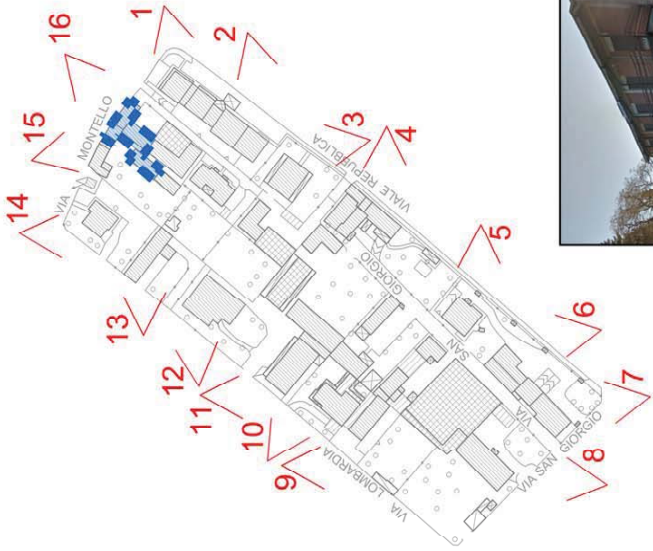 16
1
2
15
MONTELLO
14
VIA
3
4
VIALE REPUBBLICA
13
GIORGIO
5
12
11
SAN
10
9
LOMBARDIA
VIA
6
7
VIA
VIA SAN GIORGIO
8